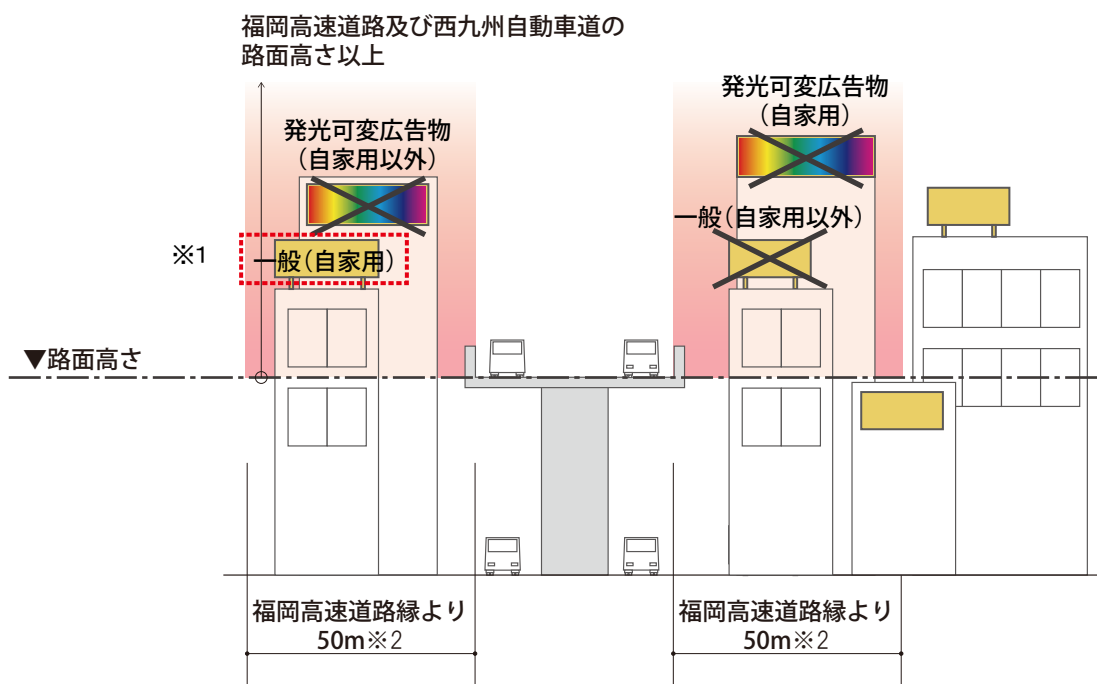 福岡高速道路及び西九州自動車道の
路面高さ以上
発光可変広告物
（自家用以外）
発光可変広告物
（自家用）
※1
一般（自家用）
一般（自家用以外）
▼路面高さ
福岡高速道路縁より
50m※2
福岡高速道路縁より
50m※2